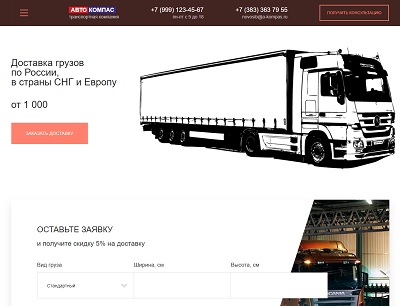 АВТО КОМПАС
транспортная компания
+7 (999) 123-45-67
пн-пт с 9 до 18
+7 (383) 363 79 55
novosib@a-kompas.ru
ПОЛУЧИТЬ КОНСУЛЬТАЦИЮ
Доставка грузов
по России,
в страны СНГ и Европу
от 1 000
ЗАКАЗАТЬ ДОСТАВКУ
ОСТАВЬТЕ ЗАЯВКУ
и получите скидку 5% на доставку
Вид груза
Ширина, см
Высота, см
Стандартный
SCANIA